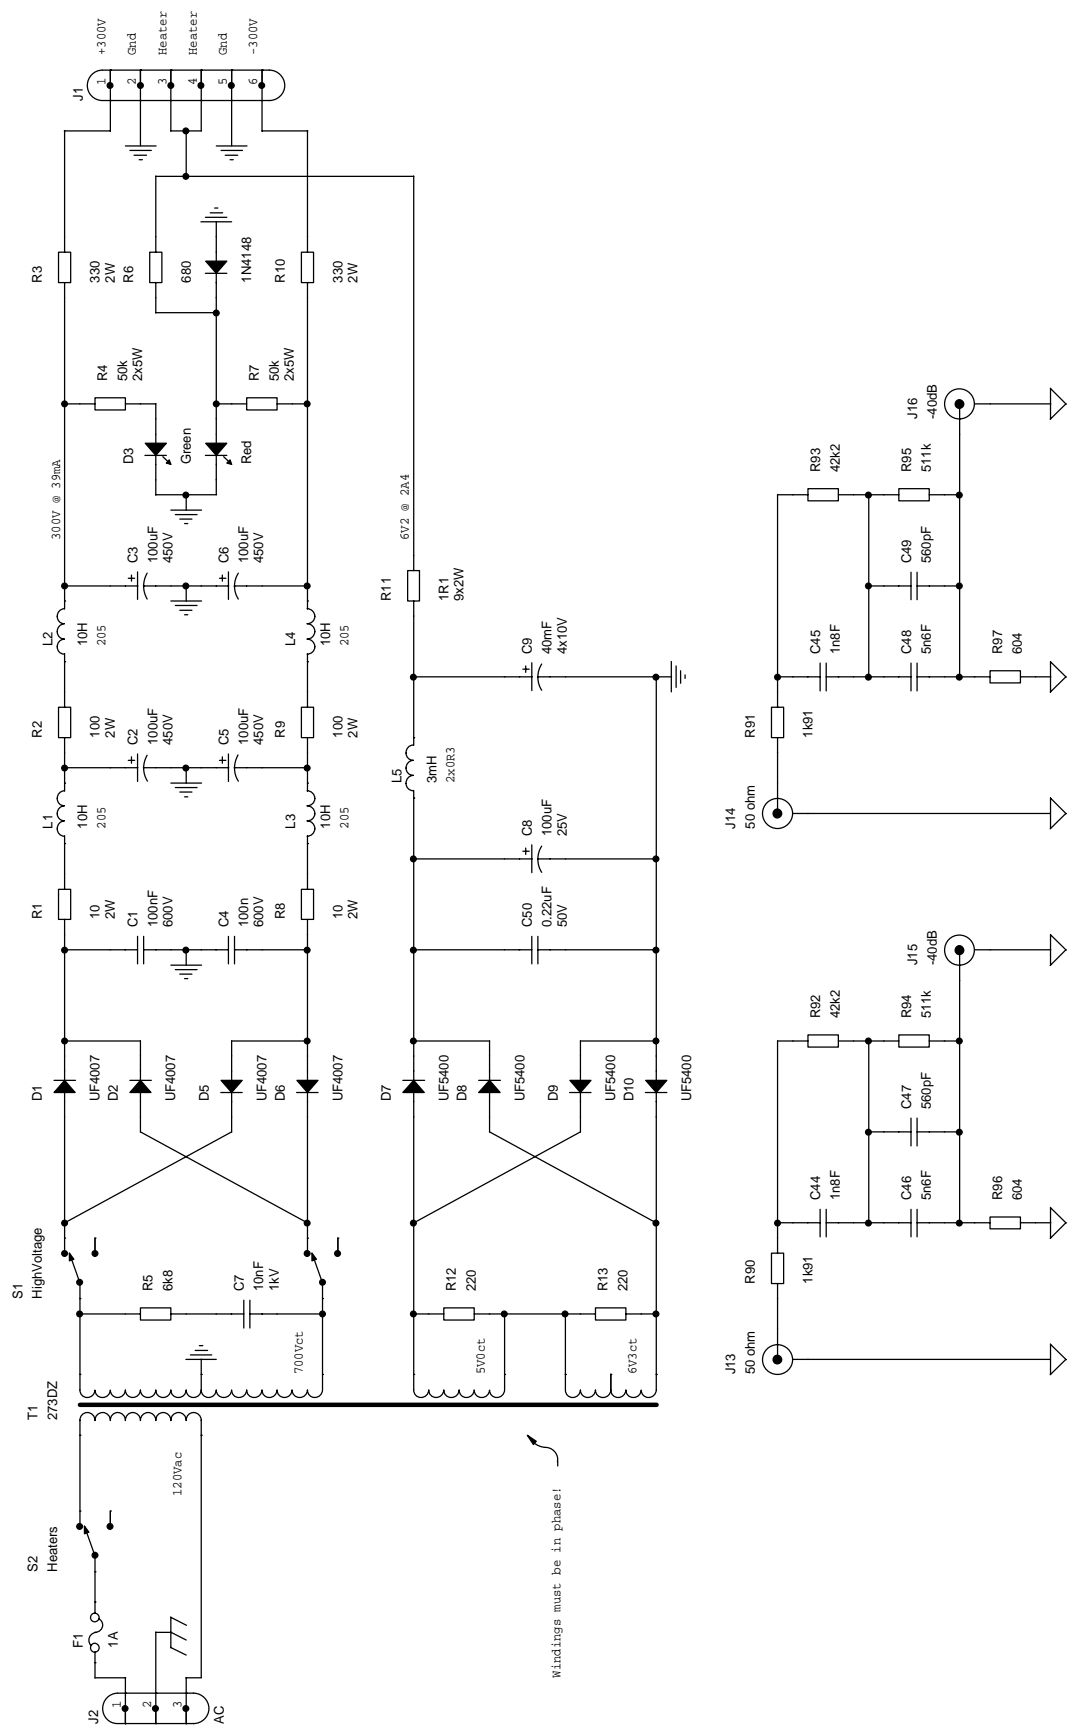 J2
1
2
3
AC
F1
1A
S2
Heaters
T1
273DZ
120Vac
700Vct
S1
HighVoltage
R5
6k8
C7
10nF
1kV
D1
UF4007
D2
UF4007
D5
UF4007
D6
UF4007
C1
100nF
600V
C4
100n
600V
R1
10
2W
R8
10
2W
L1
10H
205
L3
10H
205
C2
100uF
450V
C5
100uF
450V
R2
100
2W
R9
100
2W
L2
10H
205
L4
10H
205
C3
100uF
450V
C6
100uF
450V
300V @ 39mA
D3
Green
Red
R4
50k
2x5W
R7
50k
2x5W
R3
330
2W
R6
680
1N4148
R10
330
2W
J1
1
2
3
4
5
6
+300V
Gnd
Heater
Heater
Gnd
-300V
Windings must be in phase!
5V0ct
6V3ct
R12
220
R13
220
D7
UF5400
D8
UF5400
D9
UF5400
D10
UF5400
C50
0.22uF
50V
C8
100uF
25V
L5
3mH
2x0R3
C9
40mF
4x10V
R11
1R1
9x2W
6V2 @ 2A4
J13
50 ohm
R90
1k91
C44
1n8F
C46
5n6F
R96
604
C47
560pF
R92
42k2
R94
511k
J15
-40dB
J14
50 ohm
R91
1k91
C45
1n8F
C48
5n6F
R97
604
C49
560pF
R93
42k2
R95
511k
J16
-40dB